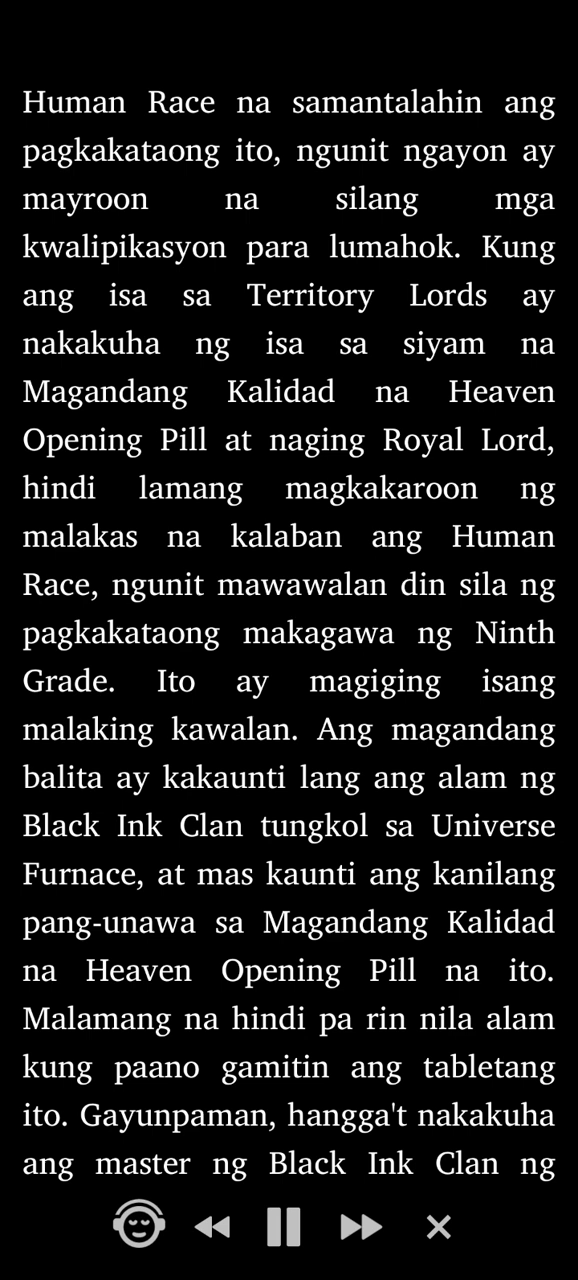 Human Race na samantalahin ang
pagkakataong ito, ngunit ngayon ay
mayroon na silang mga
kwalipikasyon para lumahok. Kung
ang isa sa Territory Lords ay
nakakuha ng isa sa siyam na
Magandang Kalidad na Heaven
Opening Pill at naging Royal Lord,
hindi lamang magkakaroon ng
malakas na kalaban ang Human
Race, ngunit mawawalan din sila ng
pagkakataong makagawa ng Ninth
Grade. Ito ay magiging isang
malaking kawalan. Ang magandang
balita ay kakaunti lang ang alam ng
Black Ink Clan tungkol sa Universe
Furnace, at mas kaunti ang kanilang
pang-unawa sa Magandang Kalidad
na Heaven Opening Pill na ito.
Malamang na hindi pa rin nila alam
kung paano gamitin ang tabletang
ito. Gayunpaman, hangga't nakakuha
ang master ng Black Ink Clan ng